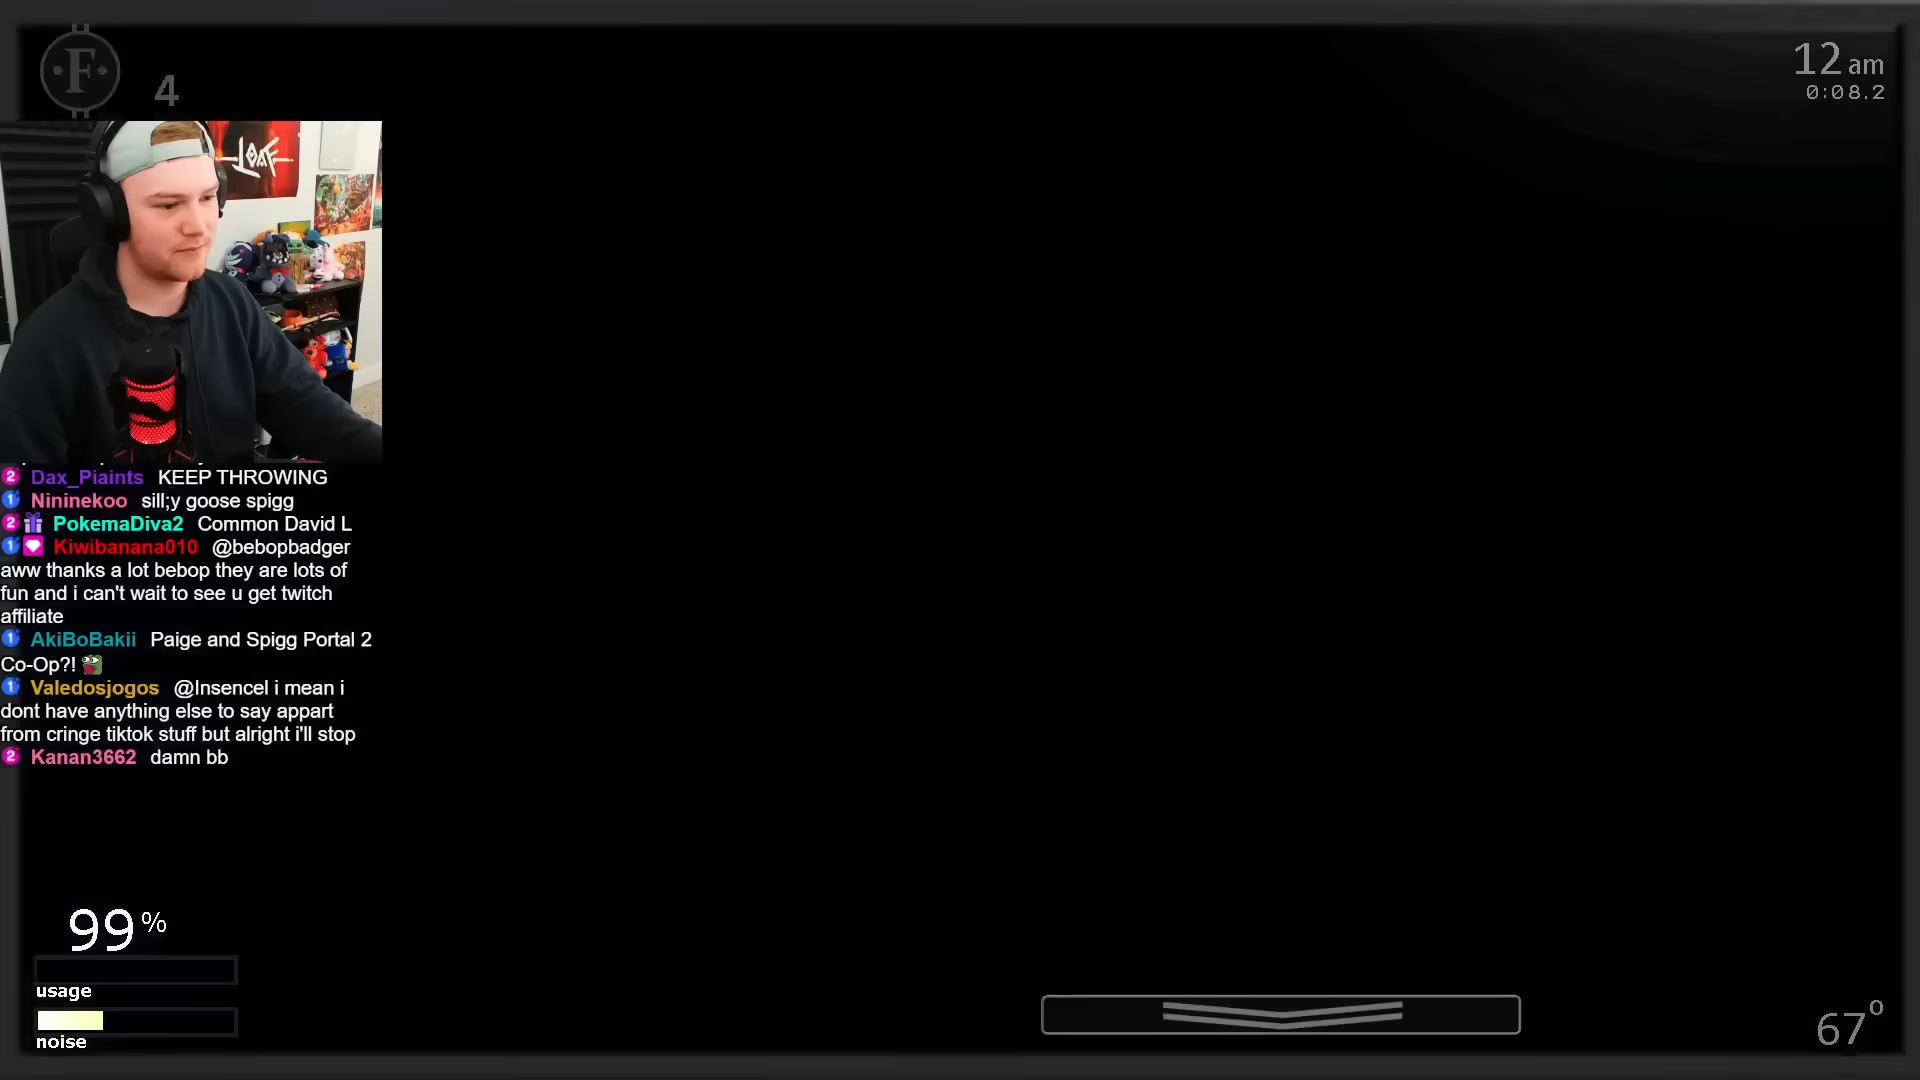 F 4
12 am
0:08.2
LOAF
Dax_Piaints KEEP THROWING
Nininekoo sill;y goose spigg
PokemaDiva2 Common David L
Kiwibanana010 @bebopbadger
aww thanks a lot bebop they are lots of
fun and i can't wait to see u get twitch
affiliate
AkiBoBakii Paige and Spigg Portal 2
Co-Op?!
Valedosjogos @Insencel i mean i
dont have anything else to say appart
from cringe tiktok stuff but alright i'll stop
Kanan3662 damn bb
99%
usage
noise
67°